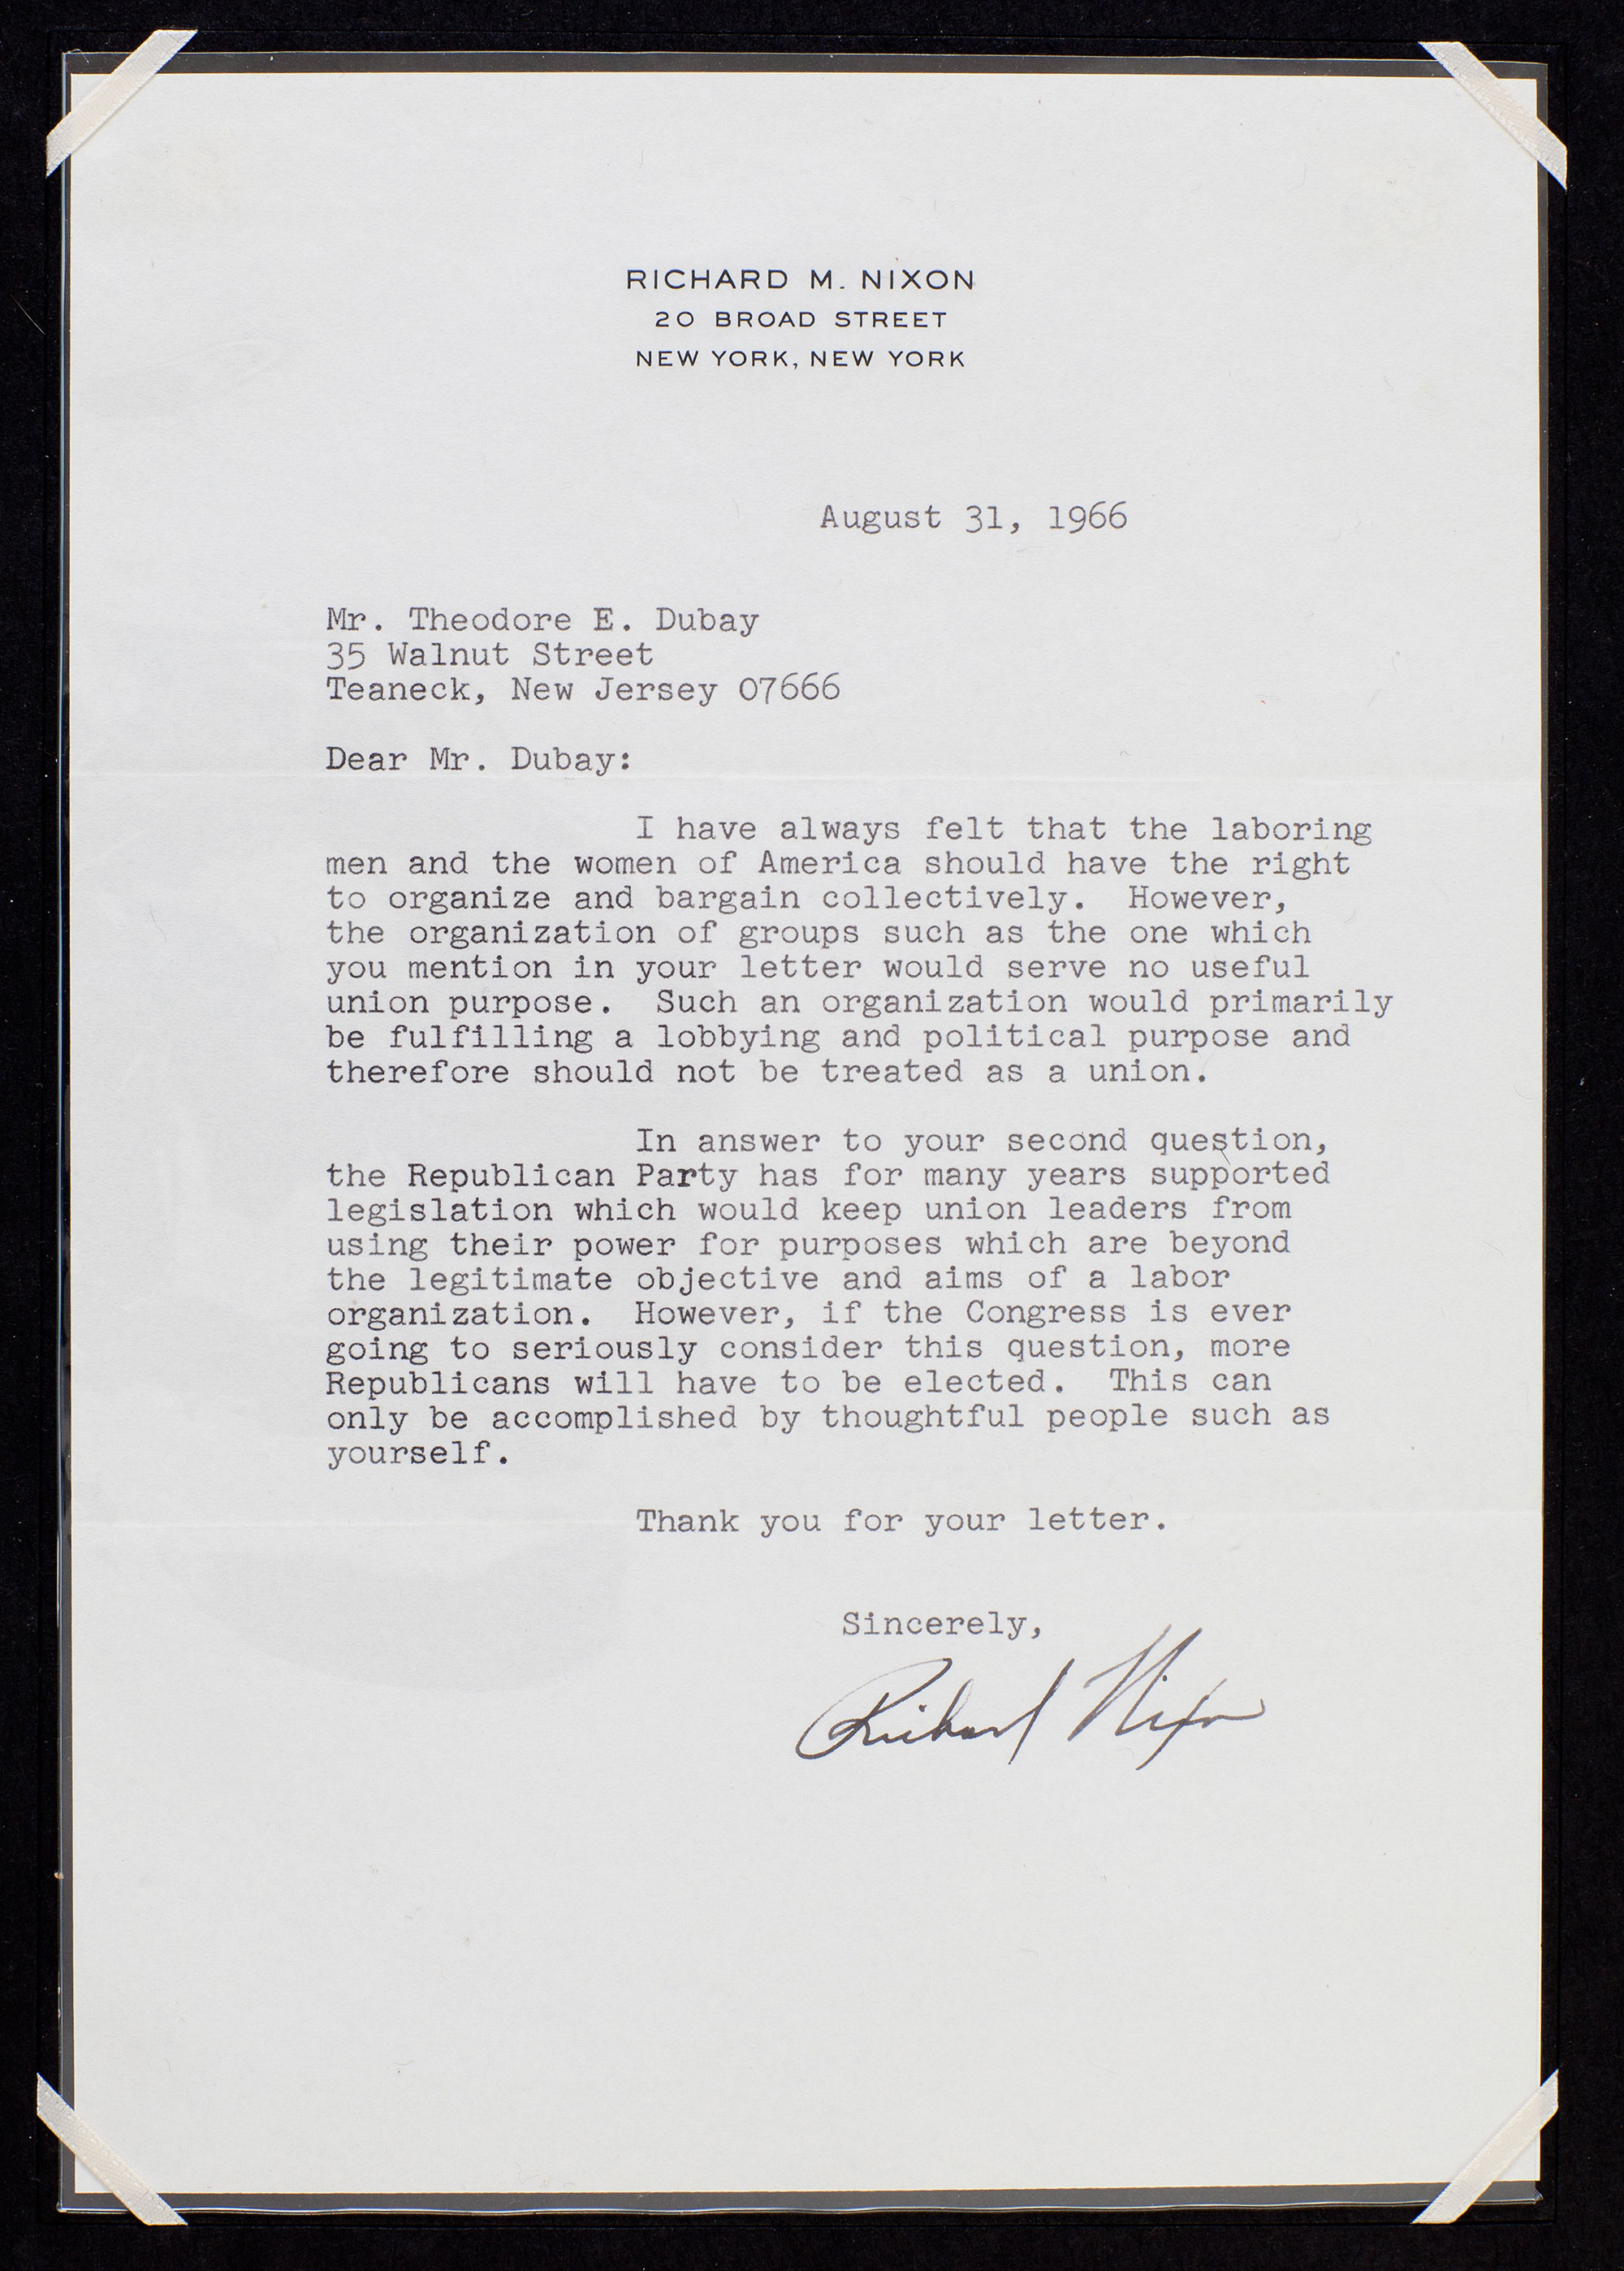 RICHARD M. NIXON
20 BROAD STREET
NEW YORK, NEW YORK
August 31, 1966
Mr. Theodore E. Dubay
35 Walnut Street
Teaneck, New Jersey 07666
Dear Mr. Dubay:
I have always felt that the laboring
men and the women of America should have the right
to organize and bargain collectively. However,
the organization of groups such as the one which
you mention in your letter would serve no useful
union purpose. Such an organization would primarily
be fulfilling a lobbying and political purpose and
therefore should not be treated as a union.
In answer to your second question,
the Republican Party has for many years supported
legislation which would keep union leaders from
using their power for purposes which are beyond
the legitimate objective and aims of a labor
organization. However, if the Congress is ever
going to seriously consider this question, more
Republicans will have to be elected. This can
only be accomplished by thoughtful people such as
yourself.
Thank you for your letter.
Sincerely,
Richard Nixon